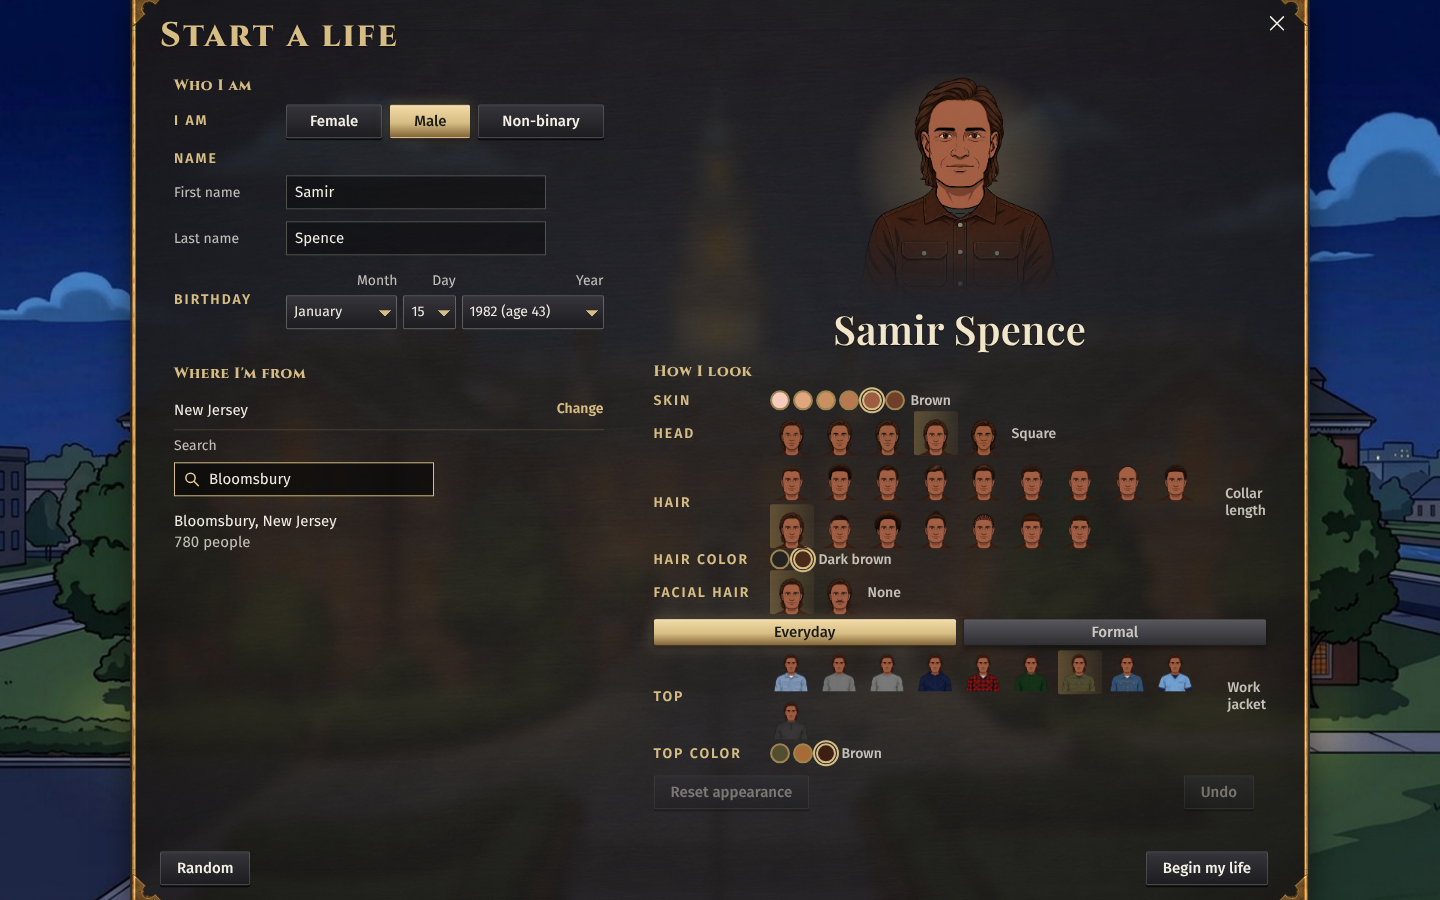 Start a life
Who I am
I AM
Female
Male
Non-binary
NAME
First name
Samir
Last name
Spence
Month
Day
Year
BIRTHDAY
January
15
1982 (age 43)
Where I'm from
New Jersey
Change
Search
Bloomsbury
Bloomsbury, New Jersey
780 people
Random
Samir Spence
How I look
SKIN
Brown
HEAD
Square
HAIR
Collar
length
HAIR COLOR
Dark brown
FACIAL HAIR
None
Everyday
Formal
TOP
Work
jacket
TOP COLOR
Brown
Reset appearance
Undo
Begin my life